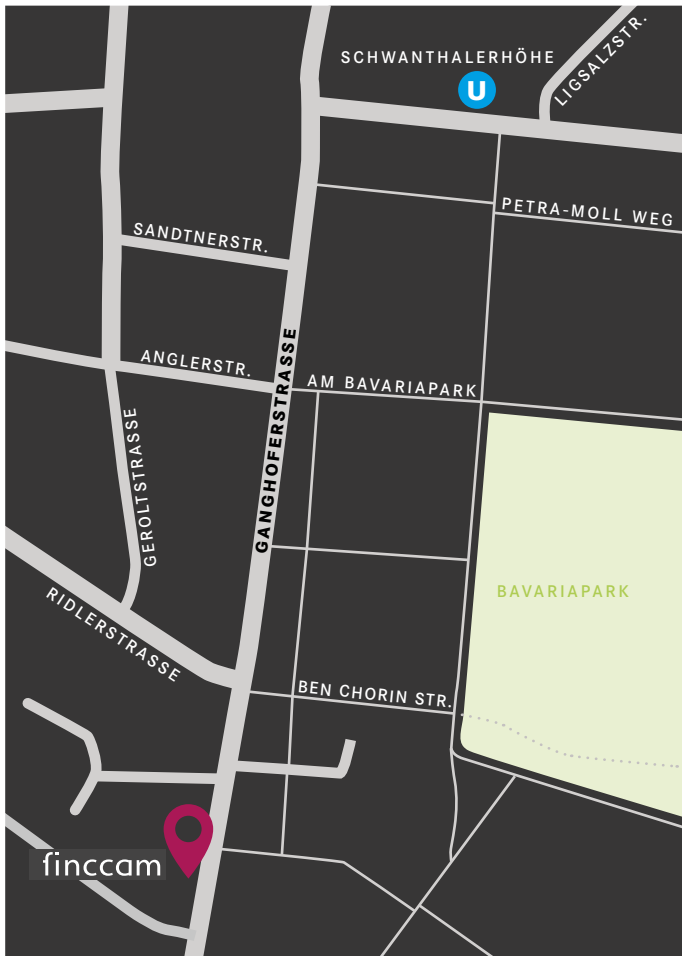 SCHWANTHALERHÖHE
LIGSALZSTR.
U
PETRA-MOLL WEG
SANDTNERSTR.
ANGLERSTR.
AM BAVARIAPARK
GANGHOFERSTRASSE
GEROLTSTRASSE
BAVARIAPARK
RIDLERSTRASSE
BEN CHORIN STR.
finccam